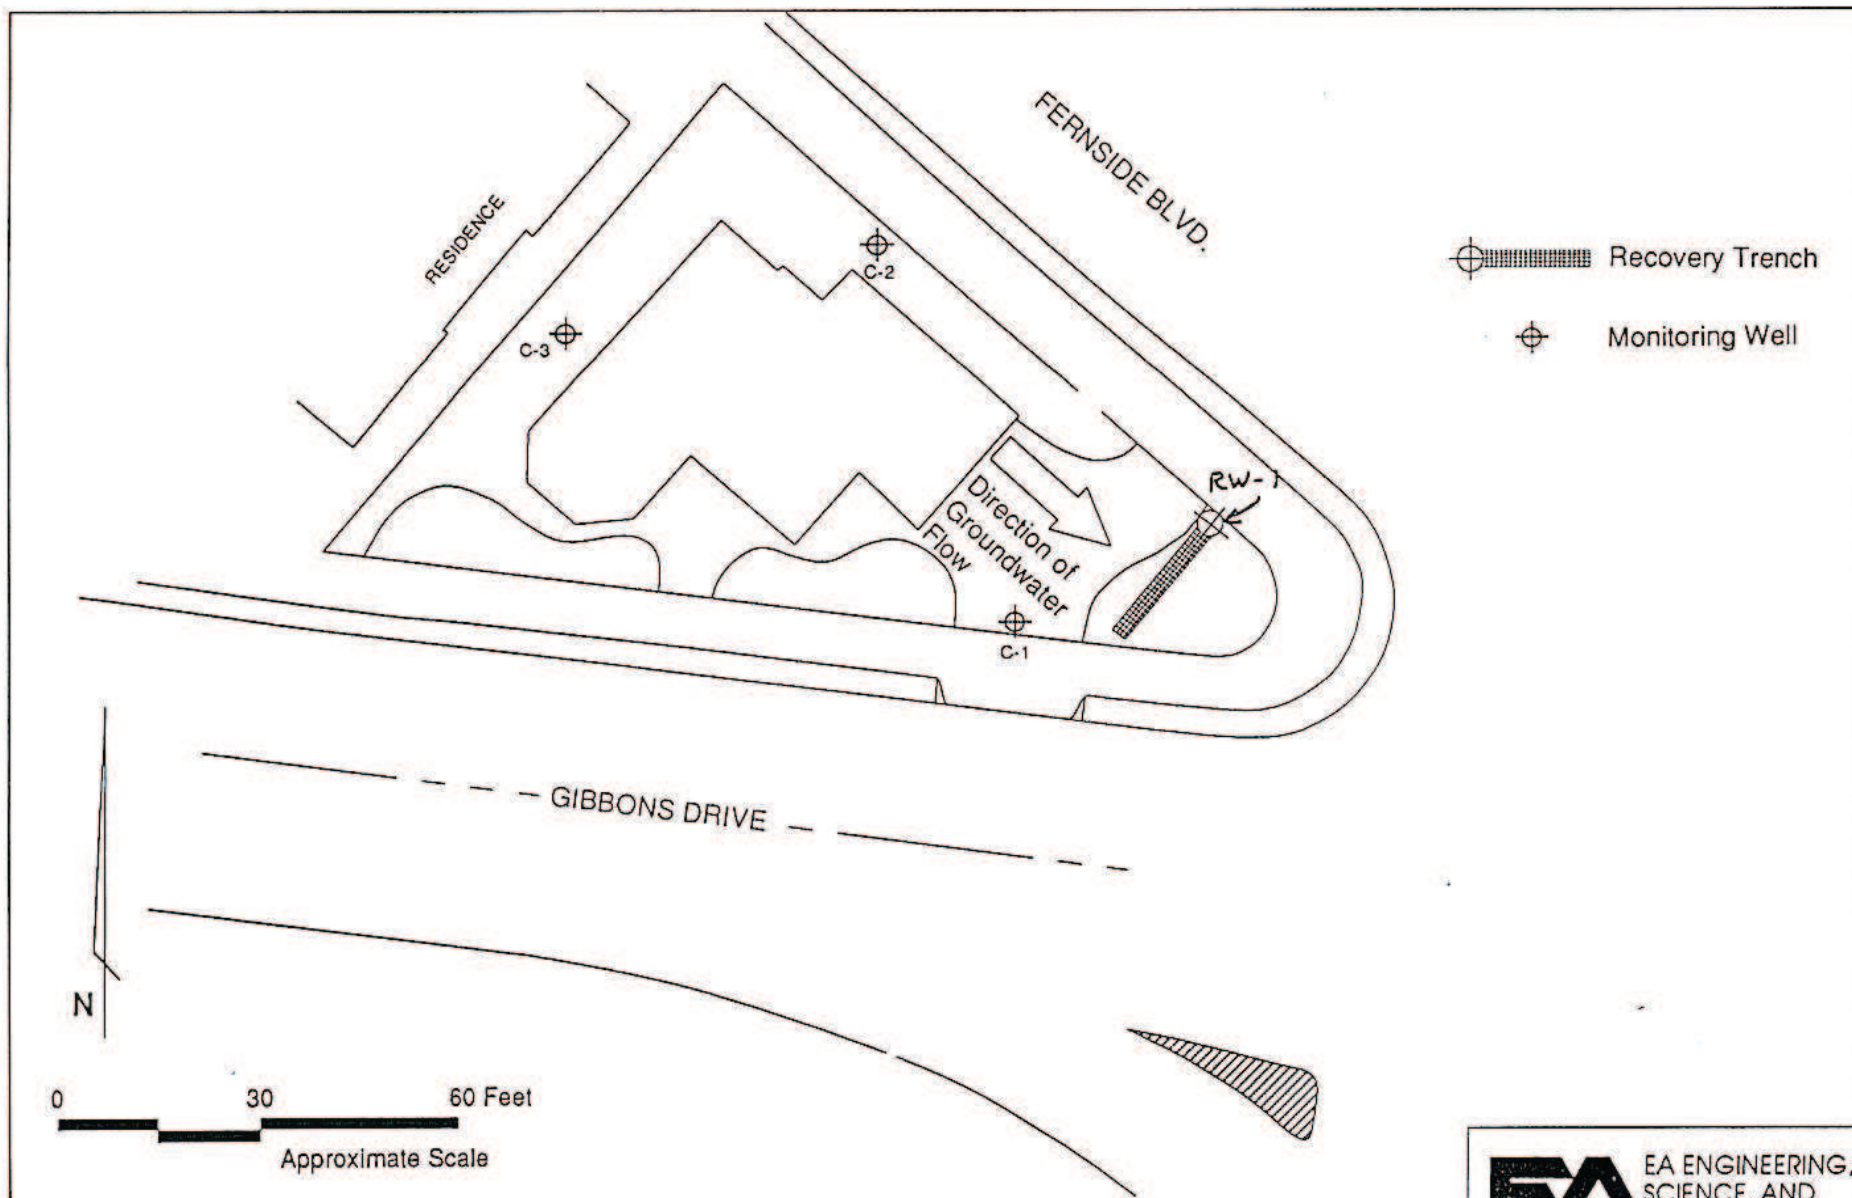 FERNSIDE BLVD.
RESIDENCE
C-2
C-3
Recovery Trench
Monitoring Well
RW-1
Direction of
Groundwater
Flow
C-1
GIBBONS DRIVE
N
0 30 60 Feet
Approximate Scale
EA ENGINEERING,
SCIENCE, AND